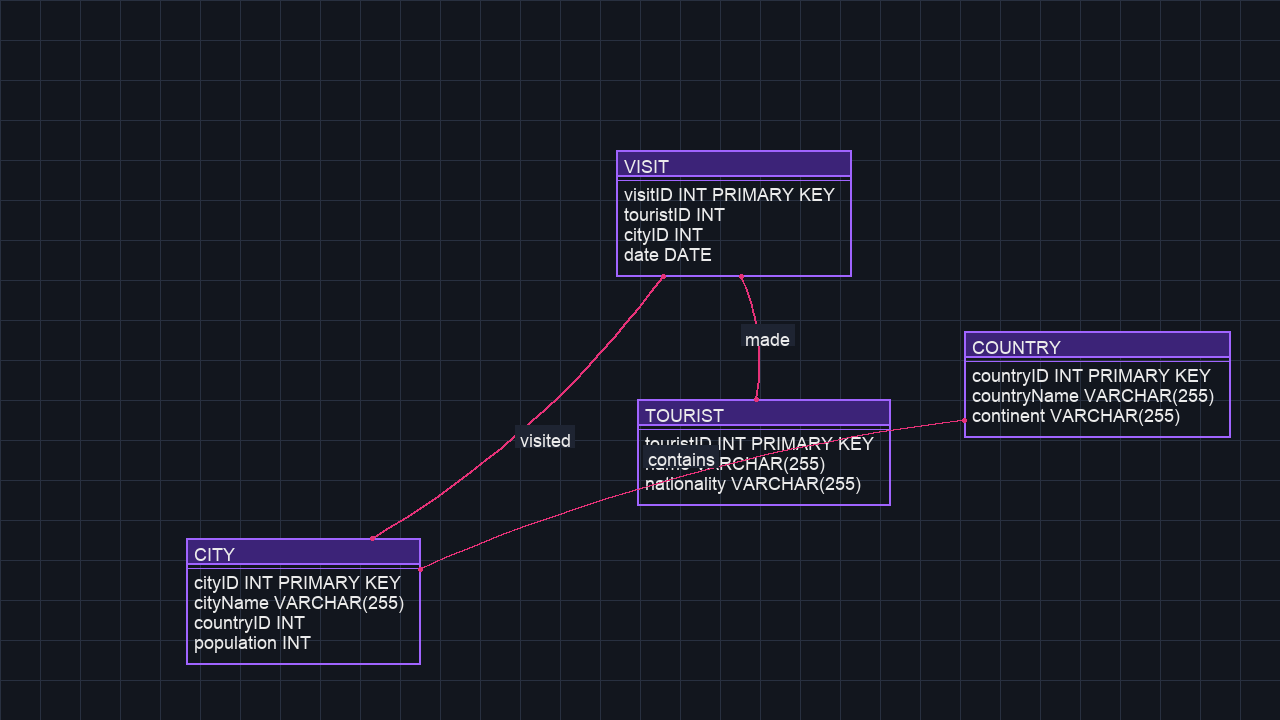 VISIT
visitID INT PRIMARY KEY
touristID INT
cityID INT
date DATE
made
COUNTRY
countryID INT PRIMARY KEY
countryName VARCHAR(255)
continent VARCHAR(255)
TOURIST
touristID INT PRIMARY KEY
name VARCHAR(255)
nationality VARCHAR(255)
contains
visited
CITY
cityID INT PRIMARY KEY
cityName VARCHAR(255)
countryID INT
population INT